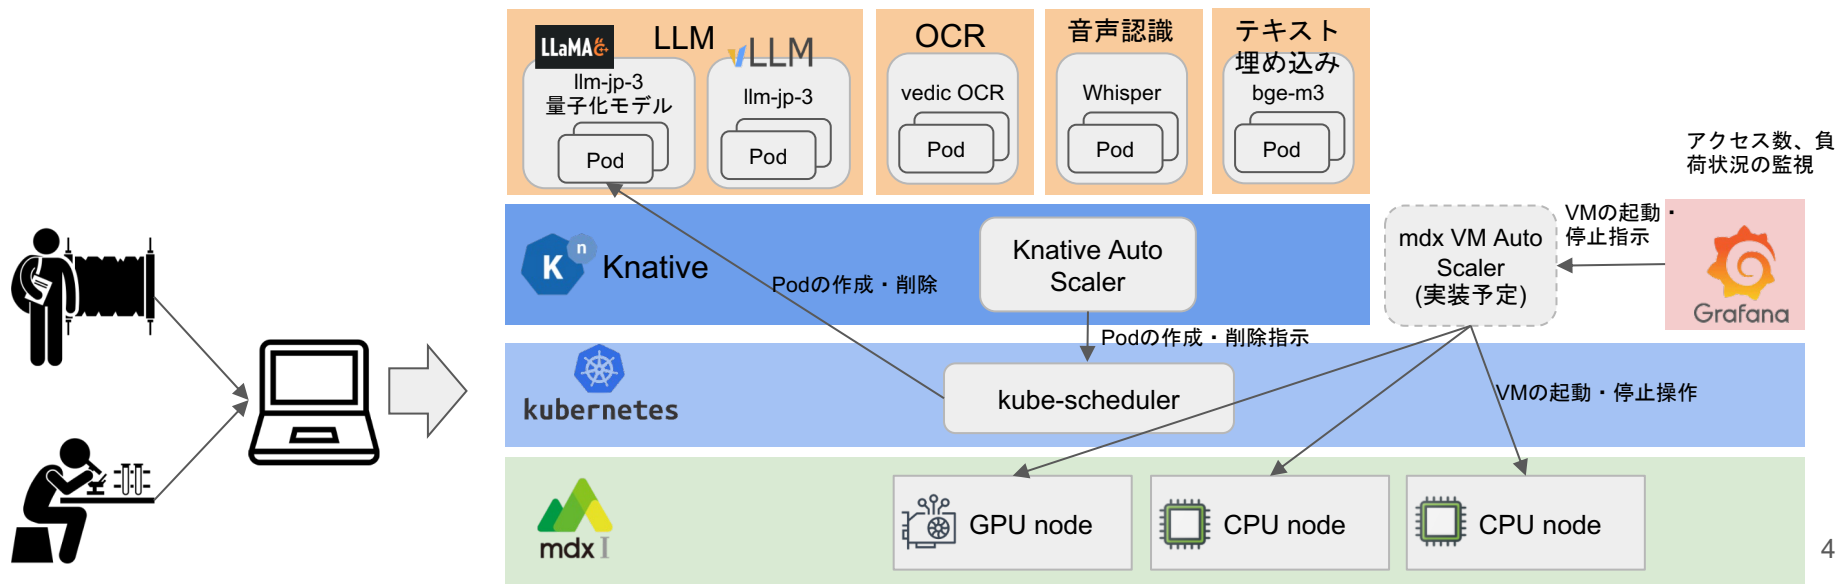 LLaMA C++
LLM
vLLM
llm-jp-3
量子化モデル
Pod
llm-jp-3
Pod
OCR
vedic OCR
Pod
音声認識
Whisper
Pod
テキスト
埋め込み
bge-m3
Pod
アクセス数、負
荷状況の監視
K
n
Knative
Podの作成・削除
Knative Auto
Scaler
mdx VM Auto
Scaler
(実装予定)
VMの起動・
停止指示
Grafana
Podの作成・削除指示
kubernetes
kube-scheduler
VMの起動・停止操作
mdx I
GPU node
CPU node
CPU node
4